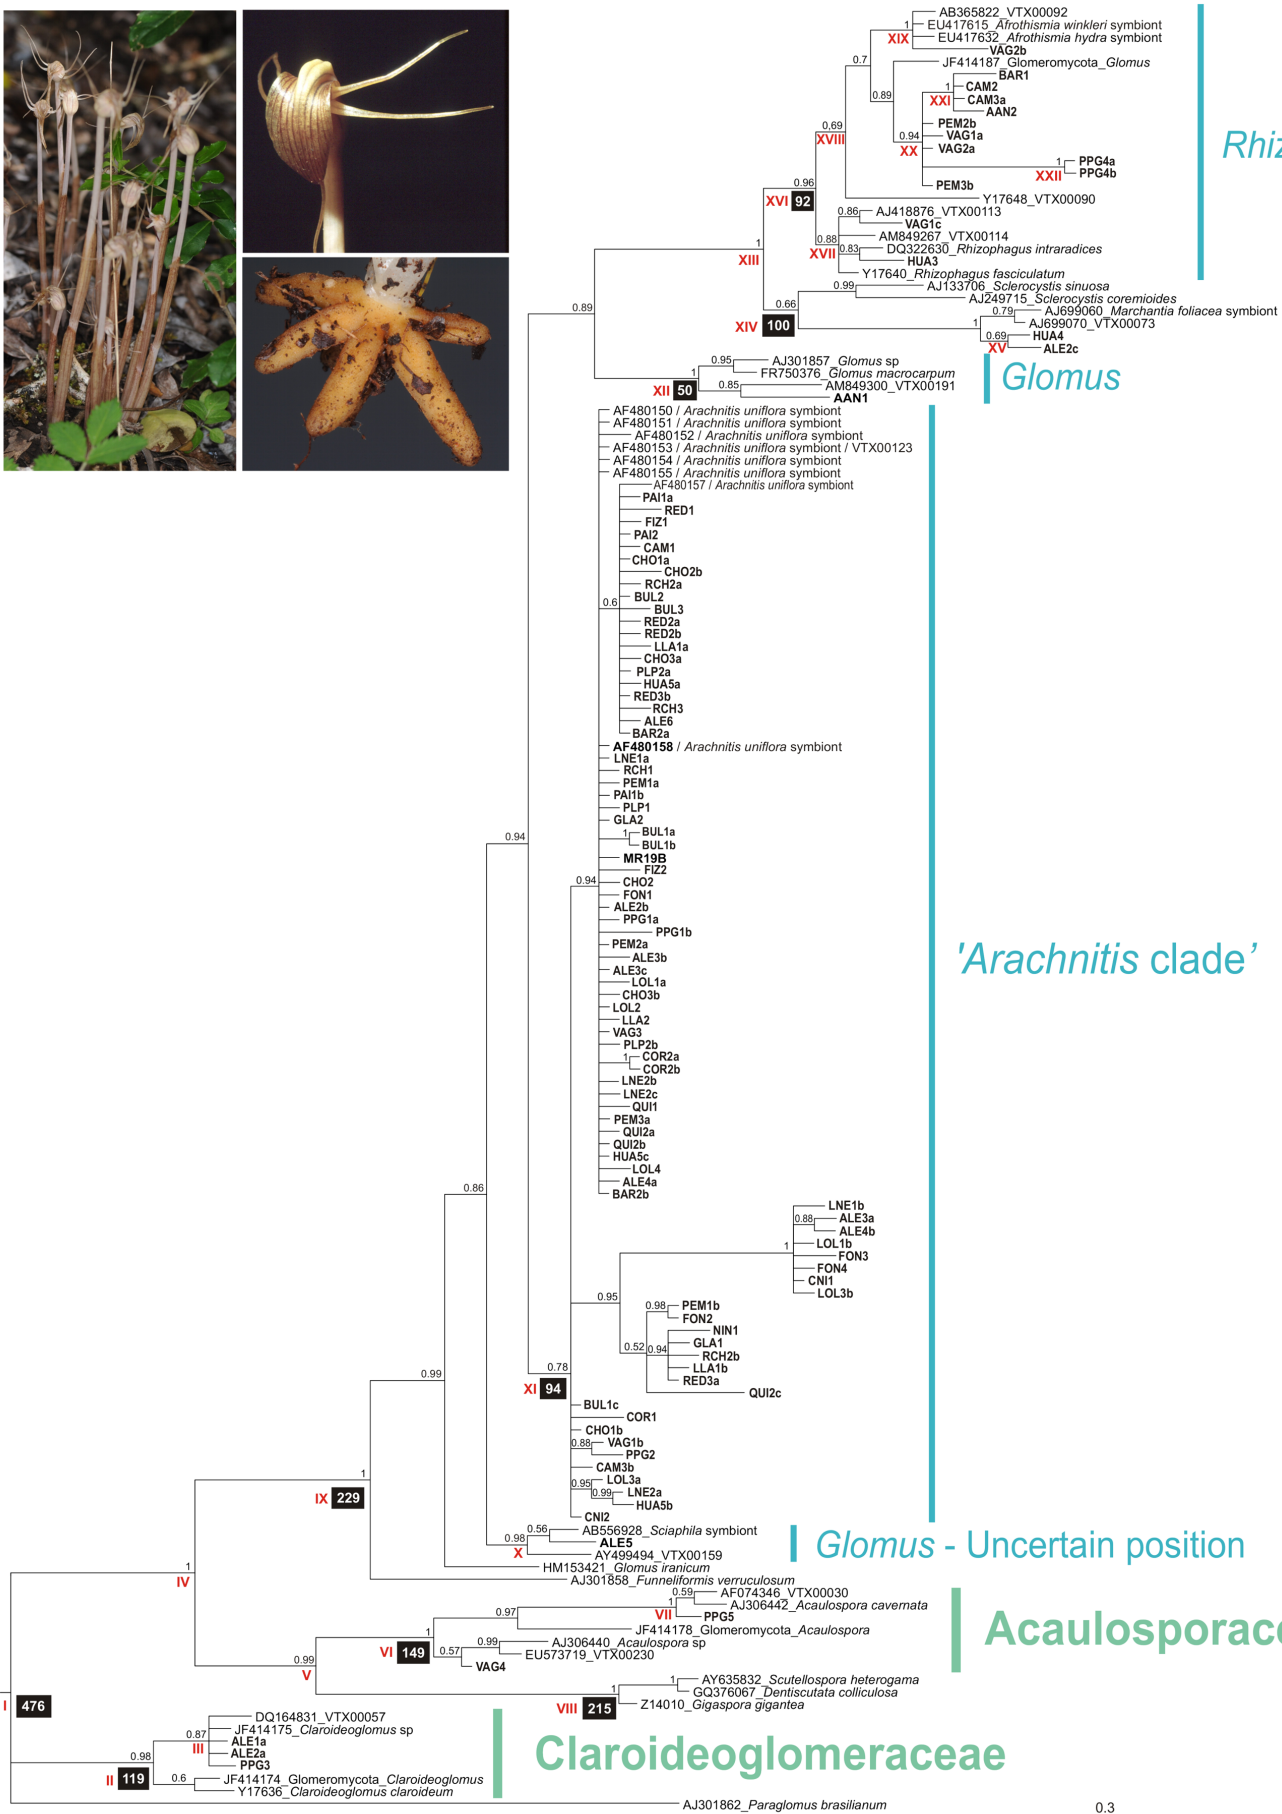 AB365822_VTX00092
1
EU417615_Afrothismia winkleri symbiont
XIX
EU417632_Afrothismia hydra symbiont
VAG2b
0.7
JF414187_Glomeromycota_Glomus
BAR1
0.89
1
CAM2
XXI
CAM3a
AAN2
0,69
PEM2b
XVIII
0.94
VAG1a
XX
VAG2a
1
PPG4a
XXII
PPG4b
0.96
PEM3b
XVI
92
Y17648_VTX00090
0.86
AJ418876_VTX00113
VAG1c
0.88
AM849267_VTX00114
1
XVII
0.83
DQ322630_Rhizophagus intraradices
XIII
HUA3
Y17640_Rhizophagus fasciculatum
Rhiz
0.99
AJ133706_Sclerocystis sinuosa
AJ249715_Sclerocystis coremioides
0.89
0.66
0.79
AJ699060_Marchantia foliacea symbiont
XIV
100
1
AJ699070_VTX00073
0.69
HUA4
XV
ALE2c
0.95
AJ301857_Glomus sp
1
FR750376_Glomus macrocarpum
XII
50
0.85
AM849300_VTX00191
AAN1
Glomus
AF480150 / Arachnitis uniflora symbiont
AF480151 / Arachnitis uniflora symbiont
AF480152 / Arachnitis uniflora symbiont
AF480153 / Arachnitis uniflora symbiont / VTX00123
AF480154 / Arachnitis uniflora symbiont
AF480155 / Arachnitis uniflora symbiont
AF480157 / Arachnitis uniflora symbiont
PAI1a
RED1
FIZ1
PAI2
CAM1
CHO1a
CHO2b
RCH2a
BUL2
0.6
BUL3
RED2a
RED2b
LLA1a
CHO3a
PLP2a
HUA5a
RED3b
RCH3
ALE6
BAR2a
AF480158 / Arachnitis uniflora symbiont
LNE1a
RCH1
PEM1a
PAI1b
PLP1
GLA2
1
BUL1a
0.94
BUL1b
MR19B
FIZ2
0.94
CHO2
FON1
ALE2b
PPG1a
PPG1b
PEM2a
ALE3b
'Arachnitis clade’
ALE3c
LOL1a
CHO3b
LOL2
LLA2
VAG3
PLP2b
1
COR2a
COR2b
LNE2b
LNE2c
QUI1
PEM3a
QUI2a
QUI2b
HUA5c
LOL4
ALE4a
0.86
BAR2b
LNE1b
0.88
ALE3a
ALE4b
1
LOL1b
FON3
FON4
CNI1
LOL3b
0.95
0.98
PEM1b
FON2
NIN1
GLA1
0.52
0.94
RCH2b
LLA1b
0.99
0.78
RED3a
XI
94
QUI2c
BUL1c
COR1
CHO1b
0.88
VAG1b
PPG2
CAM3b
1
0.95
LOL3a
IX
229
0.99
LNE2a
HUA5b
CNI2
0.56
AB556928_Sciaphila symbiont
0.98
ALE5
X
AY499494_VTX00159
Glomus - Uncertain position
HM153421_Glomus iranicum
1
IV
AJ301858_Funneliformis verruculosum
0.59
AF074346_VTX00030
1
AJ306442_Acaulospora cavernata
0.97
VII
PPG5
1
JF414178_Glomeromycota_Acaulospora
VI
149
0.99
AJ306440_Acaulospora sp
0.57
EU573719_VTX00230
VAG4
Acaulosporac
0.99
V
1
AY635832_Scutellospora heterogama
GQ376067_Dentiscutata colliculosa
VIII
215
Z14010_Gigaspora gigantea
I
476
DQ164831_VTX00057
JF414175_Claroideoglomus sp
0.87
ALE1a
III
ALE2a
0.98
PPG3
II
119
0.6
JF414174_Glomeromycota_Claroideoglomus
Y17636_Claroideoglomus claroideum
Claroideoglomeraceae
AJ301862_Paraglomus brasilianum
0.3